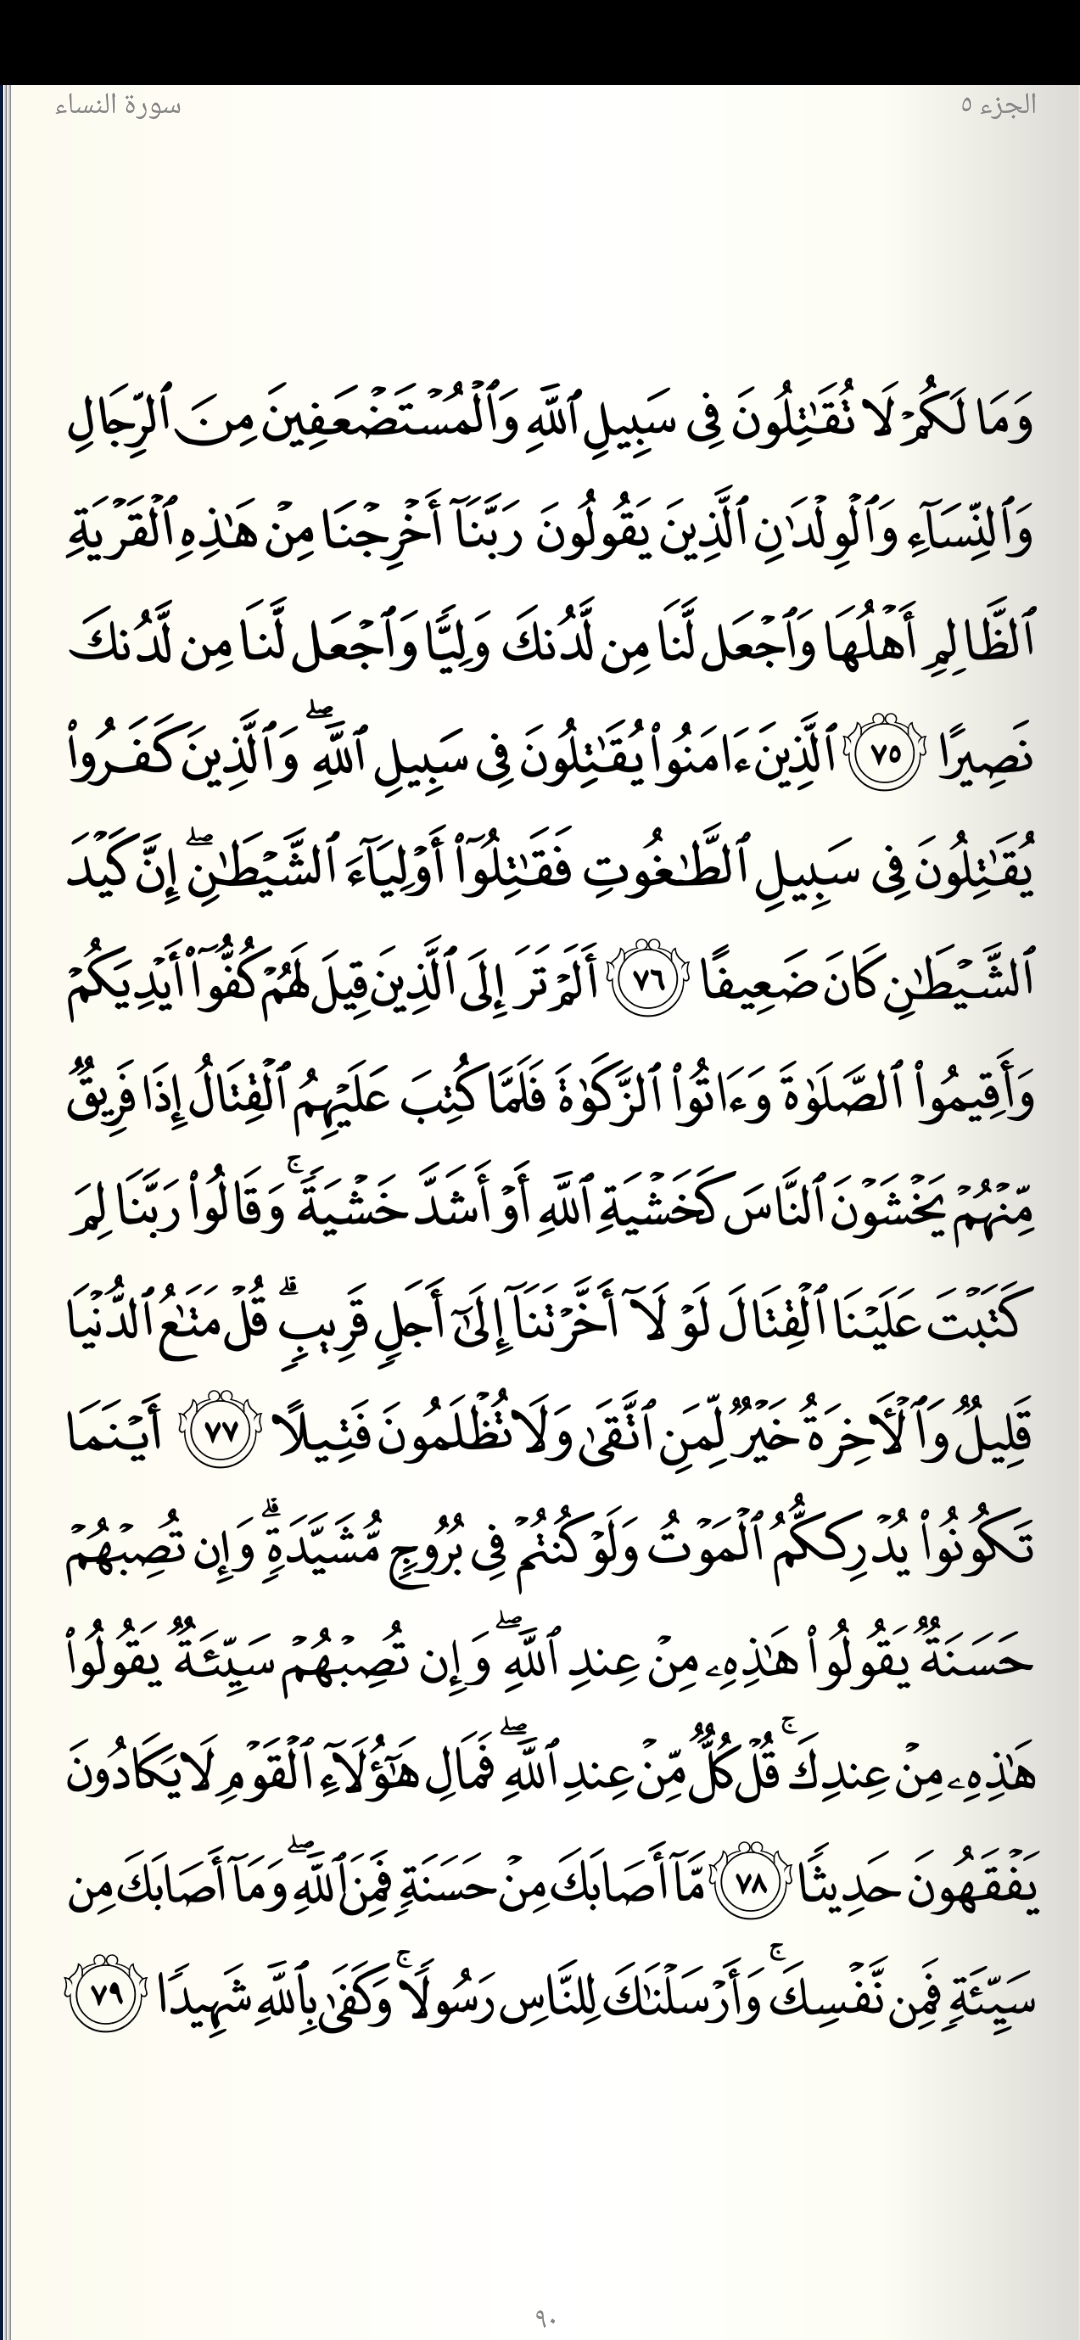 الجزء ٥
سورة النساء
وَمَا لَكُمۡ لَا تُقَٰتِلُونَ فِي سَبِيلِ ٱللَّهِ وَٱلۡمُسۡتَضۡعَفِينَ مِنَ ٱلرِّجَالِ
وَٱلنِّسَآءِ وَٱلۡوِلۡدَٰنِ ٱلَّذِينَ يَقُولُونَ رَبَّنَآ أَخۡرِجۡنَا مِنۡ هَٰذِهِ ٱلۡقَرۡيَةِ
ٱلظَّالِمِ أَهۡلُهَا وَٱجۡعَل لَّنَا مِن لَّدُنكَ وَلِيّٗا وَٱجۡعَل لَّنَا مِن لَّدُنكَ
نَصِيرًا ٧٥ ٱلَّذِينَ ءَامَنُواْ يُقَٰتِلُونَ فِي سَبِيلِ ٱللَّهِۖ وَٱلَّذِينَ كَفَرُواْ
يُقَٰتِلُونَ فِي سَبِيلِ ٱلطَّٰغُوتِ فَقَٰتِلُوٓاْ أَوۡلِيَآءَ ٱلشَّيۡطَٰنِۖ إِنَّ كَيۡدَ
ٱلشَّيۡطَٰنِ كَانَ ضَعِيفًا ٧٦ أَلَمۡ تَرَ إِلَى ٱلَّذِينَ قِيلَ لَهُمۡ كُفُّوٓاْ أَيۡدِيَكُمۡ
وَأَقِيمُواْ ٱلصَّلَوٰةَ وَءَاتُواْ ٱلزَّكَوٰةَ فَلَمَّا كُتِبَ عَلَيۡهِمُ ٱلۡقِتَالُ إِذَا فَرِيقٞ
مِّنۡهُمۡ يَخۡشَوۡنَ ٱلنَّاسَ كَخَشۡيَةِ ٱللَّهِ أَوۡ أَشَدَّ خَشۡيَةٗۚ وَقَالُواْ رَبَّنَا لِمَ
كَتَبۡتَ عَلَيۡنَا ٱلۡقِتَالَ لَوۡ لَآ أَخَّرۡتَنَآ إِلَىٰٓ أَجَلٖ قَرِيبٖۗ قُلۡ مَتَٰعُ ٱلدُّنۡيَا
قَلِيلٞ وَٱلۡأٓخِرَةُ خَيۡرٞ لِّمَنِ ٱتَّقَىٰ وَلَا تُظۡلَمُونَ فَتِيلًا ٧٧ أَيۡنَمَا
تَكُونُواْ يُدۡرِككُّمُ ٱلۡمَوۡتُ وَلَوۡ كُنتُمۡ فِي بُرُوجٖ مُّشَيَّدَةٖۗ وَإِن تُصِبۡهُمۡ
حَسَنَةٞ يَقُولُواْ هَٰذِهِۦ مِنۡ عِندِ ٱللَّهِۖ وَإِن تُصِبۡهُمۡ سَيِّئَةٞ يَقُولُواْ
هَٰذِهِۦ مِنۡ عِندِكَۚ قُلۡ كُلّٞ مِّنۡ عِندِ ٱللَّهِۖ فَمَالِ هَٰٓؤُلَآءِ ٱلۡقَوۡمِ لَا يَكَادُونَ
يَفۡقَهُونَ حَدِيثٗا ٧٨ مَّآ أَصَابَكَ مِنۡ حَسَنَةٖ فَمِنَ ٱللَّهِۖ وَمَآ أَصَابَكَ مِن
سَيِّئَةٖ فَمِن نَّفۡسِكَۚ وَأَرۡسَلۡنَٰكَ لِلنَّاسِ رَسُولٗاۚ وَكَفَىٰ بِٱللَّهِ شَهِيدٗا ٧٩
٩٠